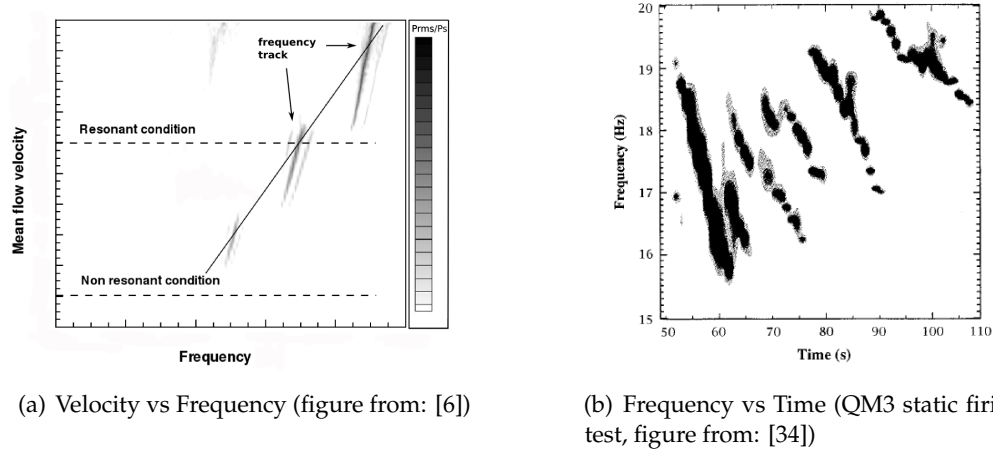 Prms/Ps
frequency
track
Resonant condition
Non resonant condition
Mean flow velocity
Frequency
(a) Velocity vs Frequency (figure from: [6])
20
19
18
17
16
15
Frequency (Hz)
50 60 70 80 90 100 110
Time (s)
(b) Frequency vs Time (QM3 static firi
test, figure from: [34])